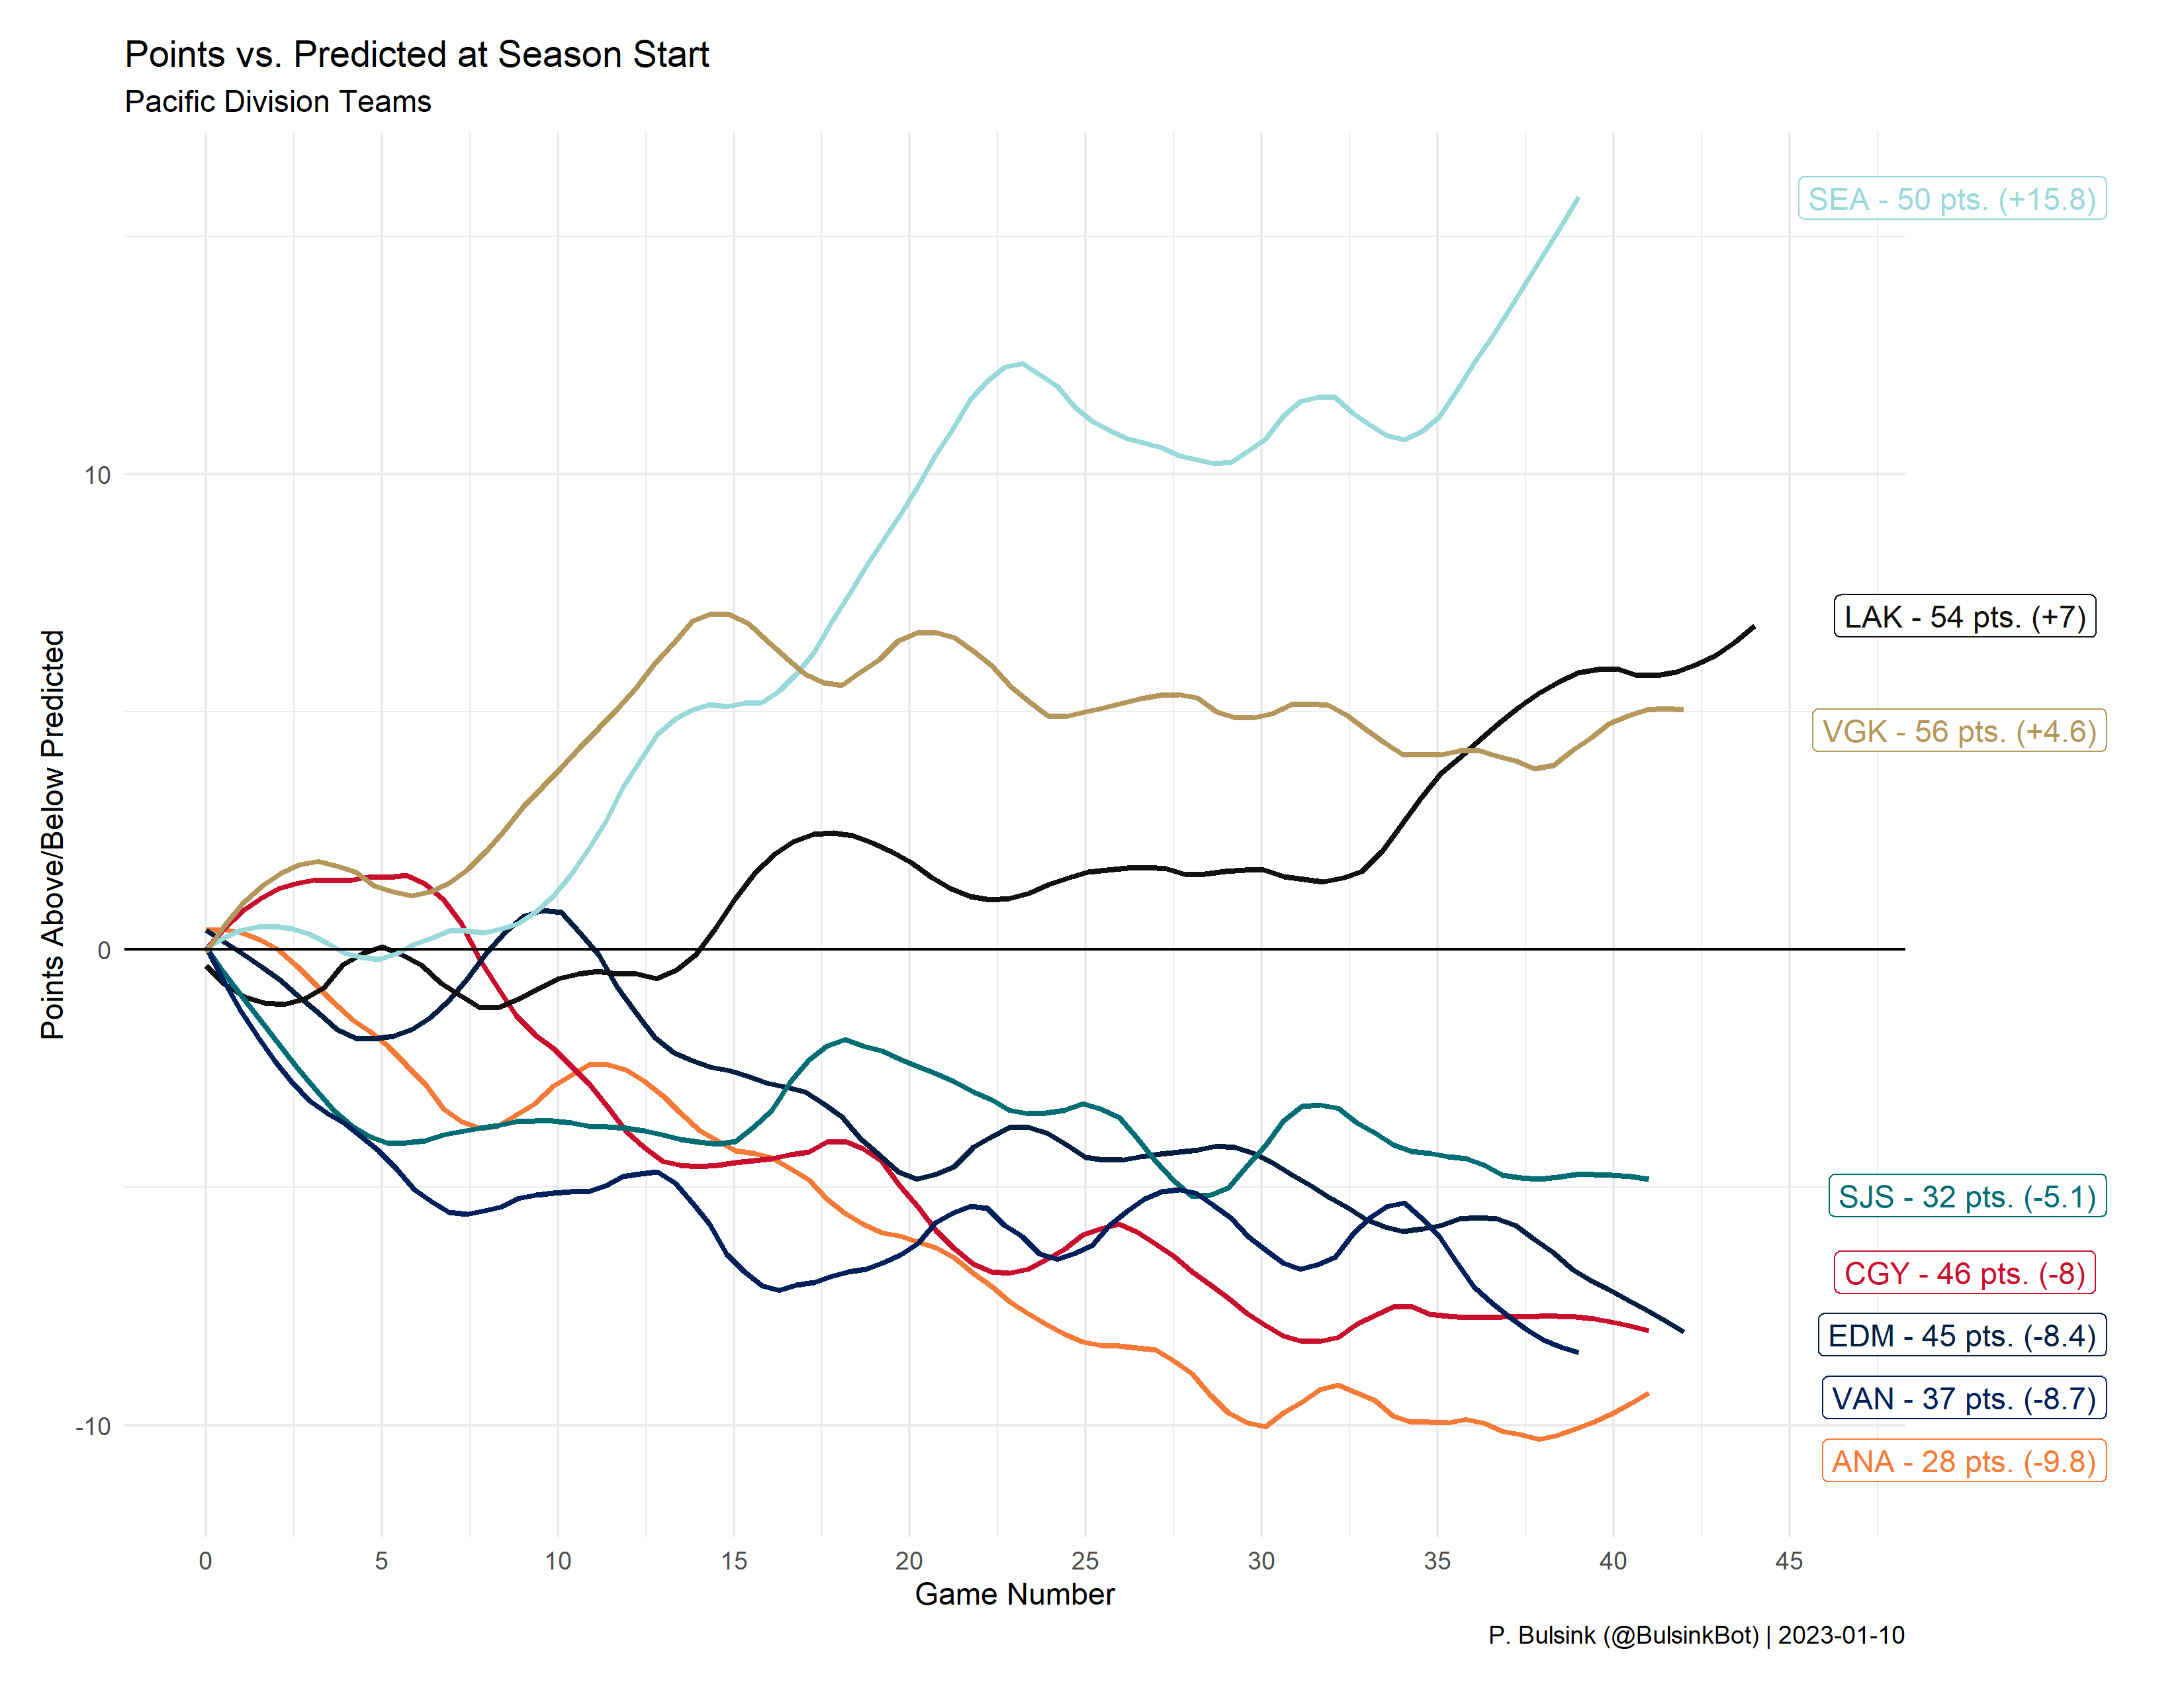 Points vs. Predicted at Season Start
Pacific Division Teams
SEA - 50 pts. (+15.8)
LAK - 54 pts. (+7)
VGK - 56 pts. (+4.6)
SJS - 32 pts. (-5.1)
CGY - 46 pts. (-8)
EDM - 45 pts. (-8.4)
VAN - 37 pts. (-8.7)
ANA - 28 pts. (-9.8)
Points Above/Below Predicted
10
0
-10
0 5 10 15 20 25 30 35 40 45
Game Number
P. Bulsink (@BulsinkBot) | 2023-01-10